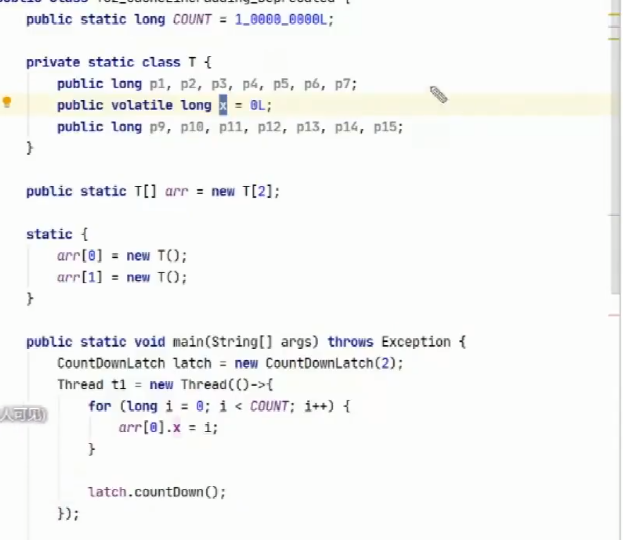 public static long COUNT = 1_0000_0000L;
private static class T {
public long p1, p2, p3, p4, p5, p6, p7;
public volatile long x = 0L;
public long p9, p10, p11, p12, p13, p14, p15;
}
public static T[] arr = new T[2];
static {
arr[0] = new T();
arr[1] = new T();
}
public static void main(String[] args) throws Exception {
CountDownLatch latch = new CountDownLatch(2);
Thread t1 = new Thread(()->{
for (long i = 0; i < COUNT; i++) {
人可见)
arr[0].x = i;
}
latch.countDown();
});